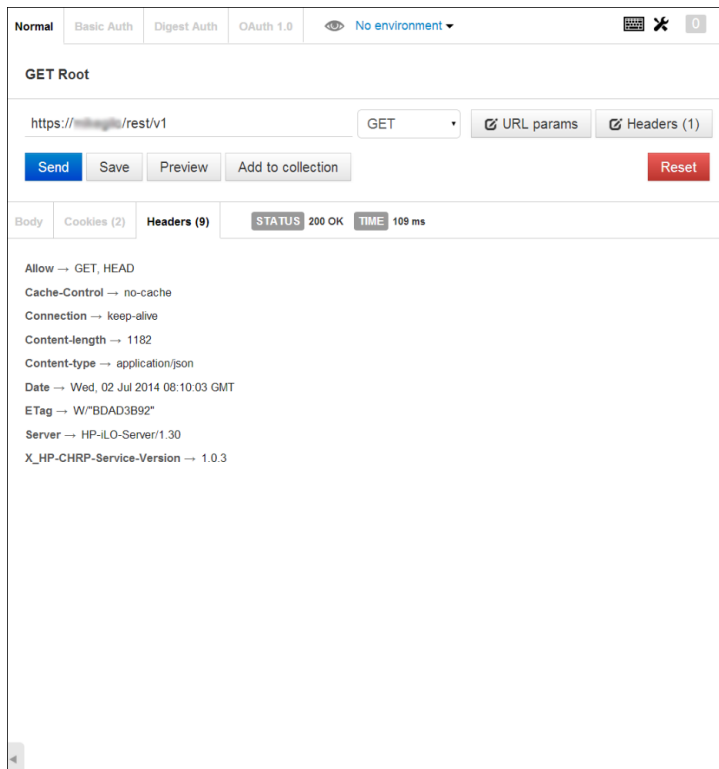 Normal Basic Auth Digest Auth OAuth 1.0 No environment 0
GET Root
https:// /rest/v1 GET URL params Headers (1)
Send Save Preview Add to collection Reset
Body Cookies (2) Headers (9) STATUS 200 OK TIME 109 ms
Allow → GET, HEAD
Cache-Control → no-cache
Connection → keep-alive
Content-length → 1182
Content-type → application/json
Date → Wed, 02 Jul 2014 08:10:03 GMT
ETag → W/"BDAD3B92"
Server → HP-iLO-Server/1.30
X_HP-CHRP-Service-Version → 1.0.3